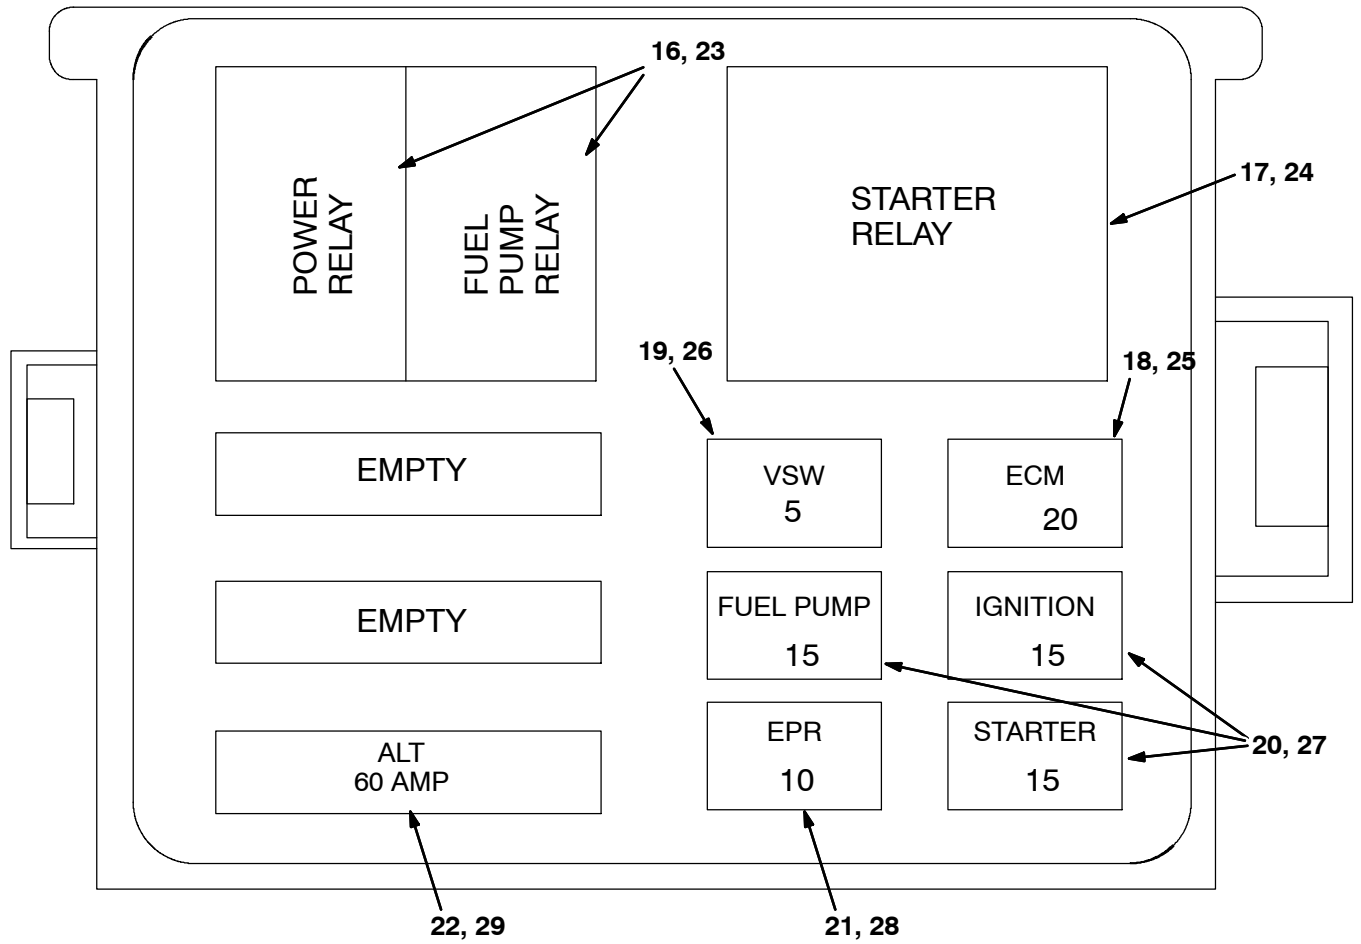 16, 23
17, 24
POWER
RELAY
FUEL
PUMP
RELAY
STARTER
RELAY
19, 26
18, 25
EMPTY
VSW
5
ECM
20
EMPTY
FUEL PUMP
15
IGNITION
15
ALT
60 AMP
EPR
10
STARTER
15
20, 27
22, 29
21, 28